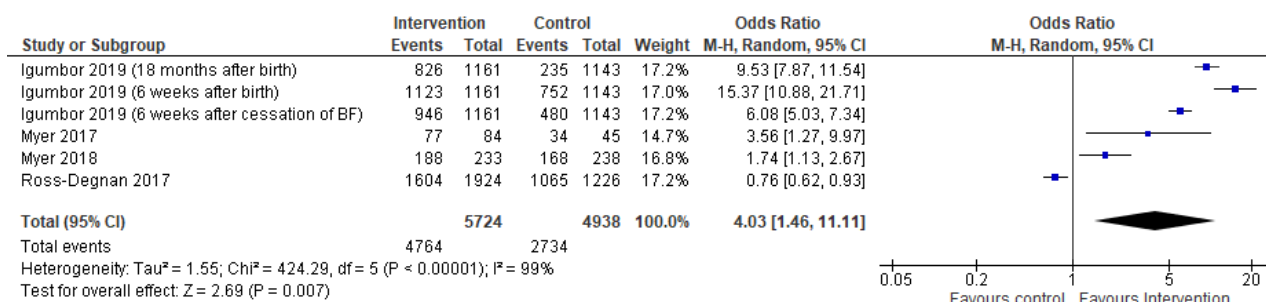 Intervention Control Odds Ratio Odds Ratio
Study or Subgroup Events Total Events Total Weight M-H, Random, 95% CI M-H, Random, 95% CI
Igumbor 2019 (18 months after birth) 826 1161 235 1143 17.2% 9.53 [7.87, 11.54]
Igumbor 2019 (6 weeks after birth) 1123 1161 752 1143 17.0% 15.37 [10.88, 21.71]
Igumbor 2019 (6 weeks after cessation of BF) 946 1161 480 1143 17.2% 6.08 [5.03, 7.34]
Myer 2017 77 84 34 45 14.7% 3.56 [1.27, 9.97]
Myer 2018 188 233 168 238 16.8% 1.74 [1.13, 2.67]
Ross-Degnan 2017 1604 1924 1065 1226 17.2% 0.76 [0.62, 0.93]
Total (95% CI) 5724 4938 100.0% 4.03 [1.46, 11.11]
Total events 4764 2734
Heterogeneity: Tau² = 1.55; Chi² = 424.29, df = 5 (P < 0.00001); I² = 99%
Test for overall effect: Z = 2.69 (P = 0.007)
0.05 0.2 1 5 20
Favours control Favours Intervention